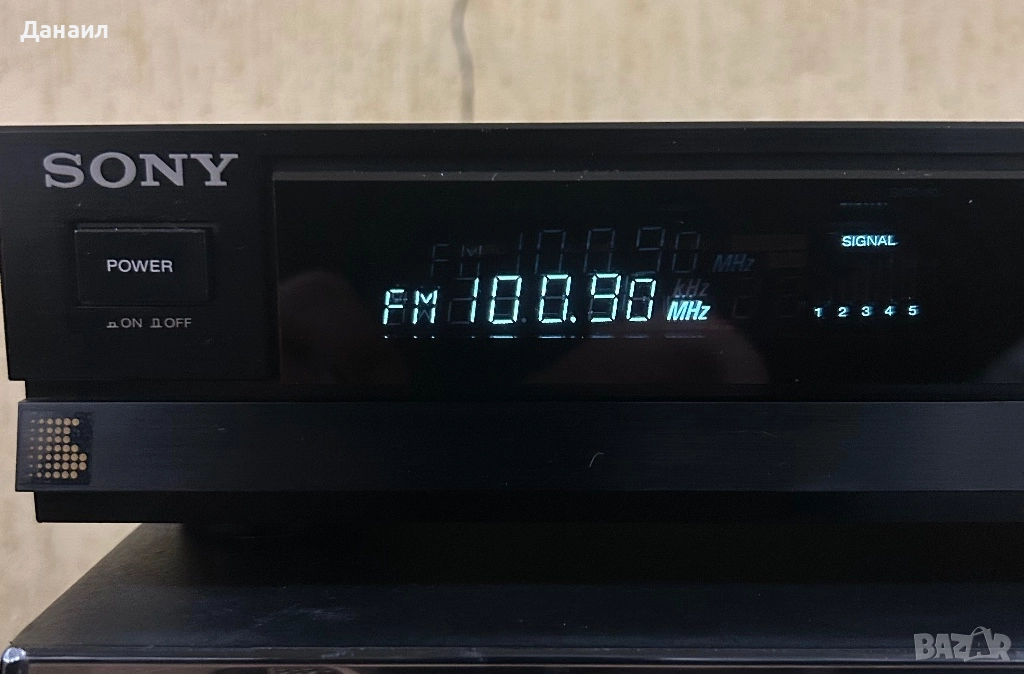 Данаил
SONY
POWER
ON OFF
FM 100.90 MHz
kHz
SIGNAL
1 2 3 4 5
BAZAR